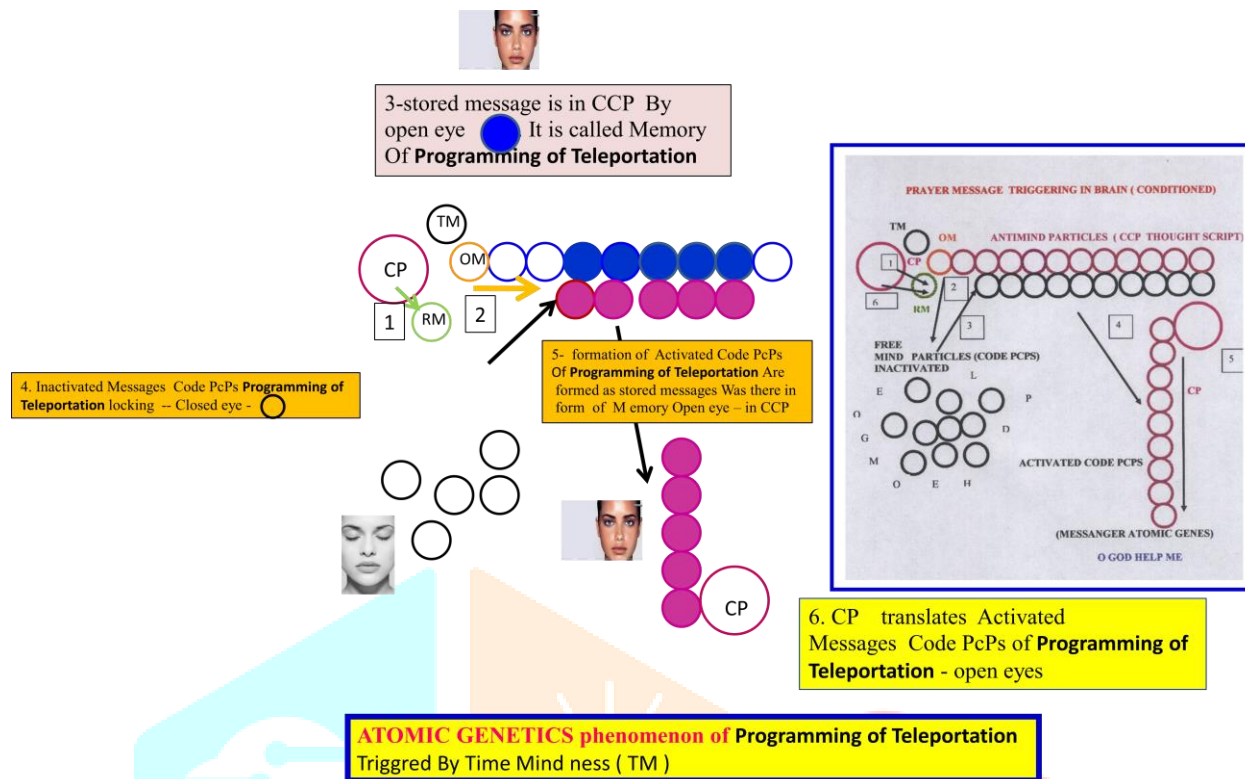 3-stored message is in CCP By
open eye . It is called Memory
Of Programming of Teleportation
TM
CP
OM
1
RM
2
4. Inactivated Messages Code PcPs Programming of
Teleportation locking -- Closed eye -
5- formation of Activated Code PcPs
Of Programming of Teleportation Are
formed as stored messages Was there in
form of M emory Open eye – in CCP
CP
PRAYER MESSAGE TRIGGERING IN BRAIN ( CONDITIONED)
TM
OM
ANTIMIND PARTICLES ( CCP THOUGHT SCRIPT)
1
CP
6
2
RM
3
4
5
FREE
MIND PARTICLES (CODE PCPS)
INACTIVATED
CP
E
L
P
O
G
D
M
O
E
H
ACTIVATED CODE PCPS
(MESSANGER ATOMIC GENES)
O GOD HELP ME
6. CP translates Activated
Messages Code PcPs of Programming of
Teleportation - open eyes
ATOMIC GENETICS phenomenon of Programming of Teleportation
Triggred By Time Mind ness ( TM )